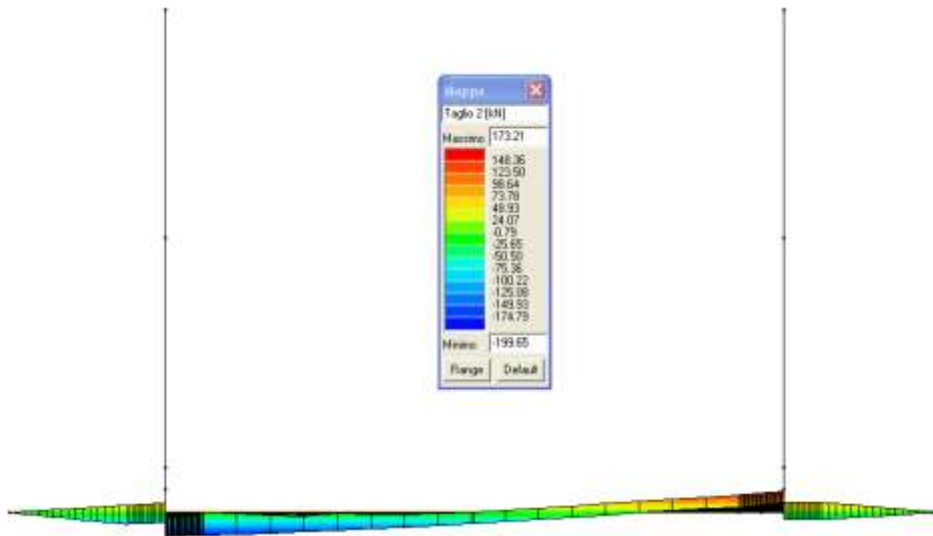 Mappa
Taglio 2 [kN]
Massimo 173.21
148.36
123.50
98.64
73.78
48.93
24.07
-0.79
-25.65
-50.50
-75.36
-100.22
-125.08
-149.93
-174.79
Minimo -199.65
Range Default